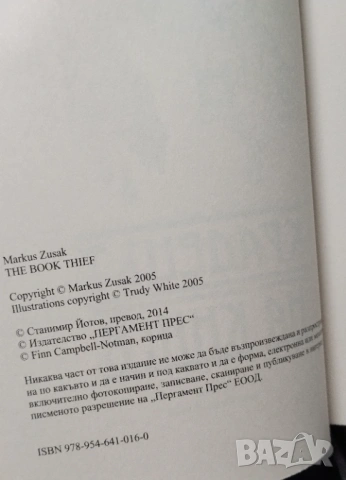 Markus Zusak
THE BOOK THIEF
Copyright © Markus Zusak 2005
Illustrations copyright © Trudy White 2005
© Станимир Йотов, превод, 2014
© Издателство „ПЕРГАМЕНТ ПРЕС“
© Finn Campbell-Notman, корица
Никаква част от това издание не може да бъде възпроизвеждана и
на по какъвто и да е начин и под каквато и да е форма, електронна или
включително фотокопиране, записване, сканиране и публикуване в
писменото разрешение на „Пергамент Прес“ ЕООД.
ISBN 978-954-641-016-0
BAZAR